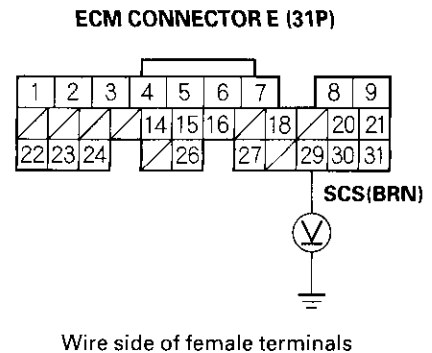 ECM CONNECTOR E (31P)
1 2 3 4 5 6 7 8 9
14 15 16 18 20 21
22 23 24 26 27 29 30 31
SCS(BRN)
V
Wire side of female terminals